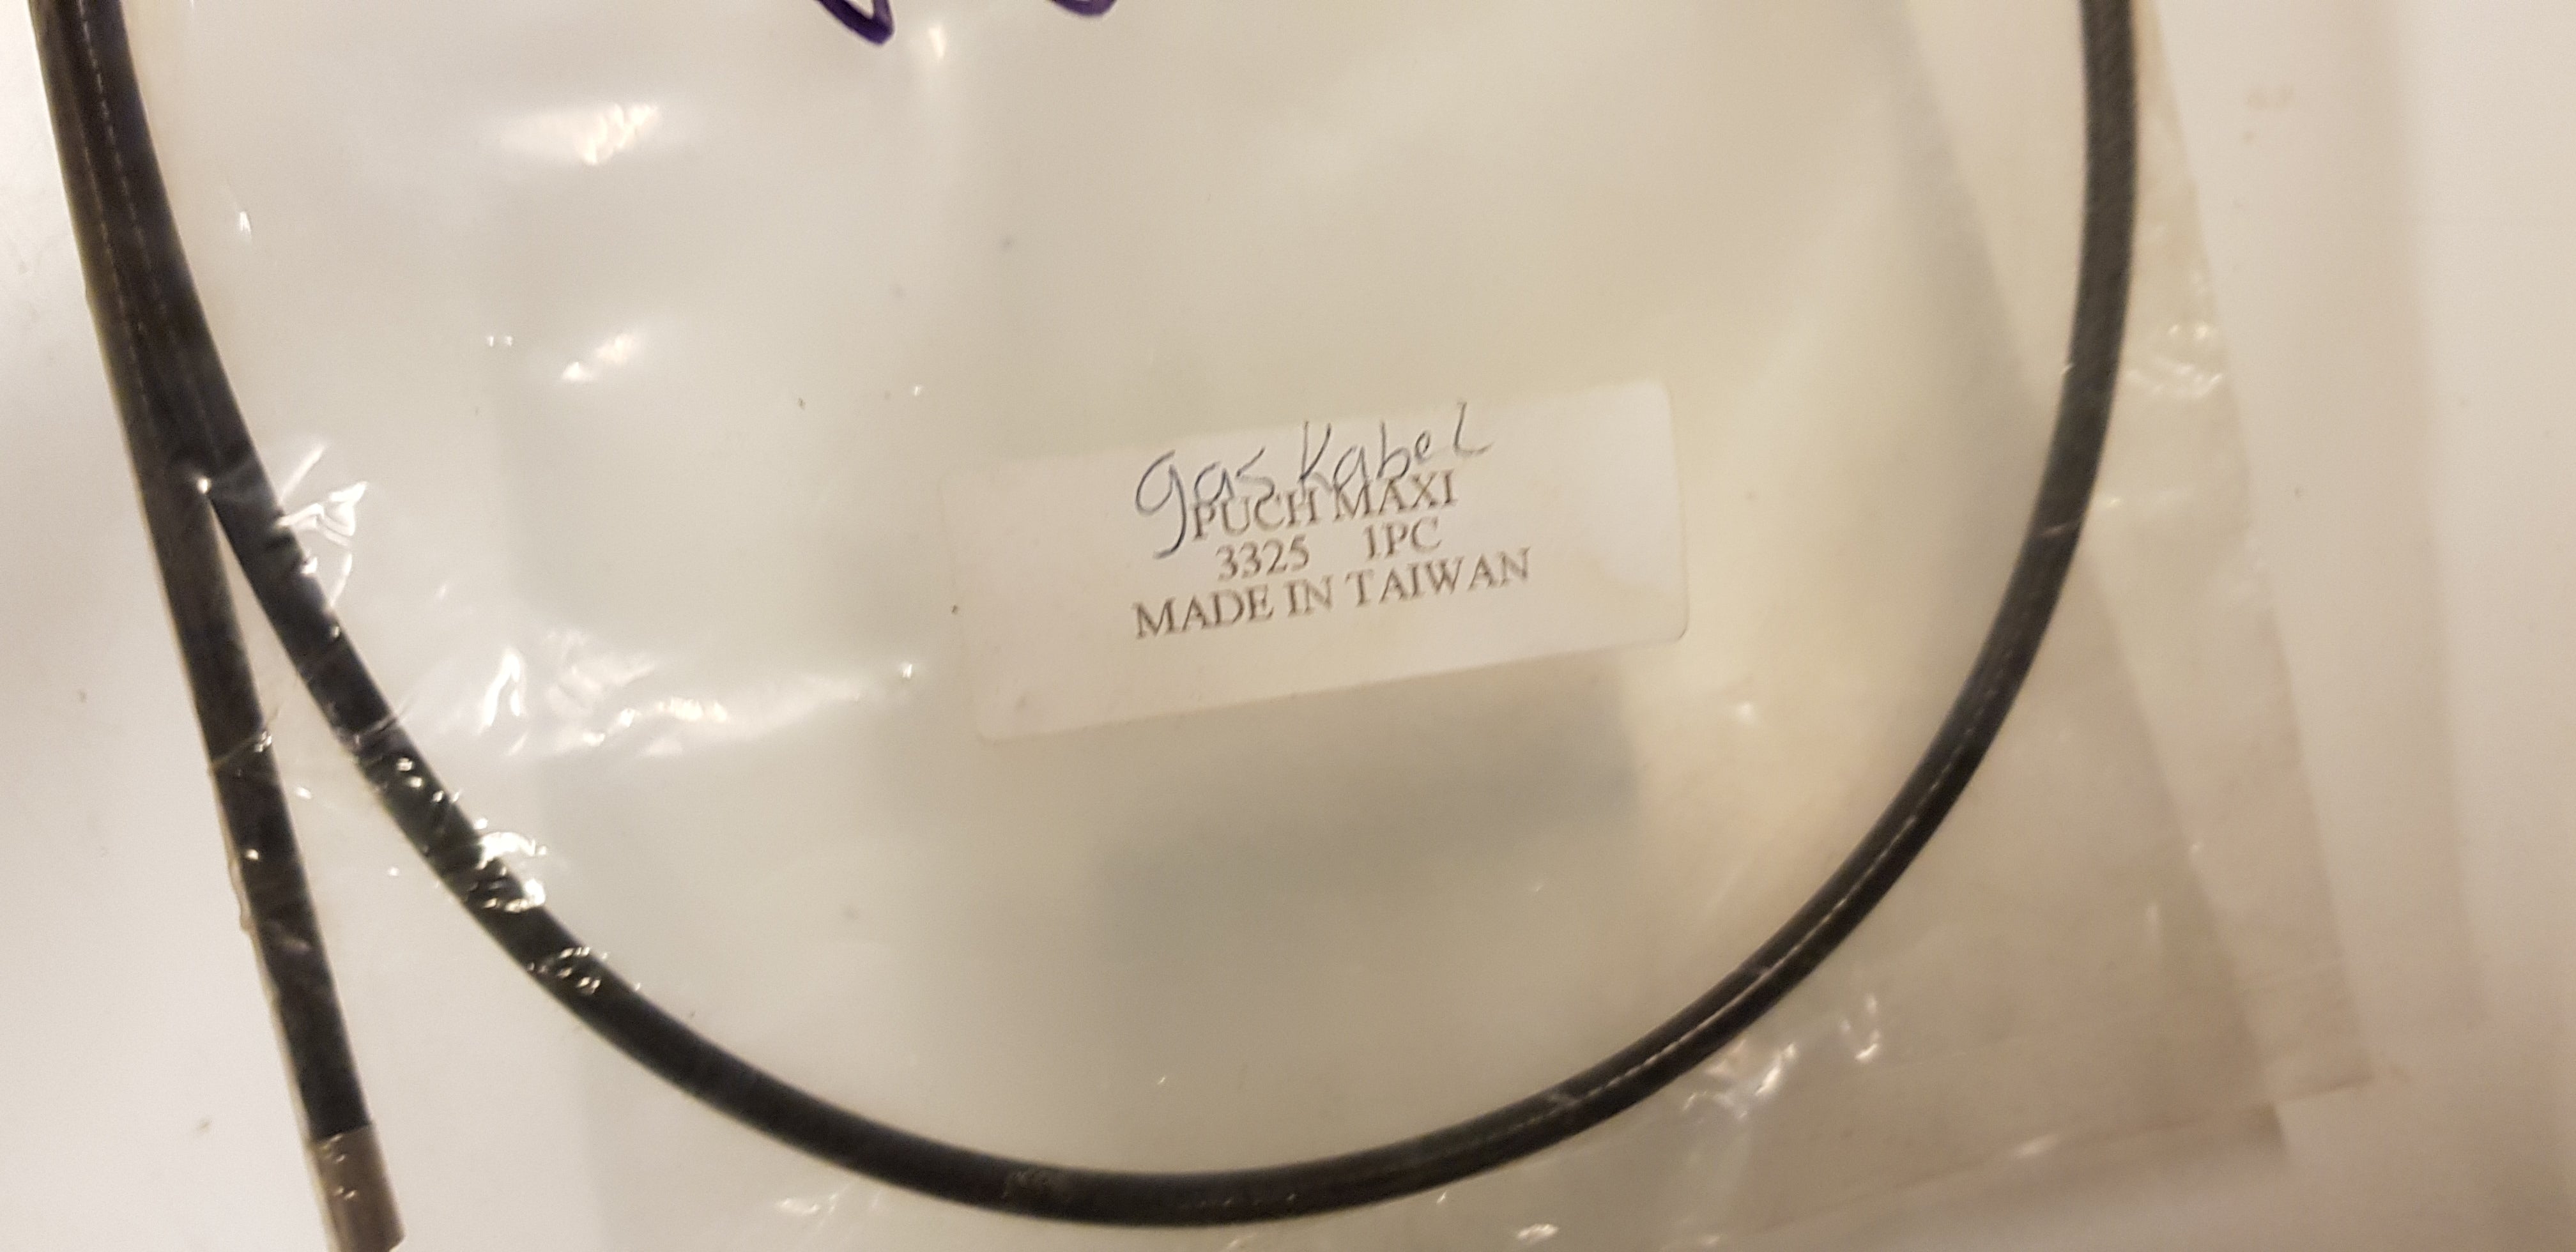 gas Kabel
PUCH MAXI
3325 1PC
MADE IN TAIWAN